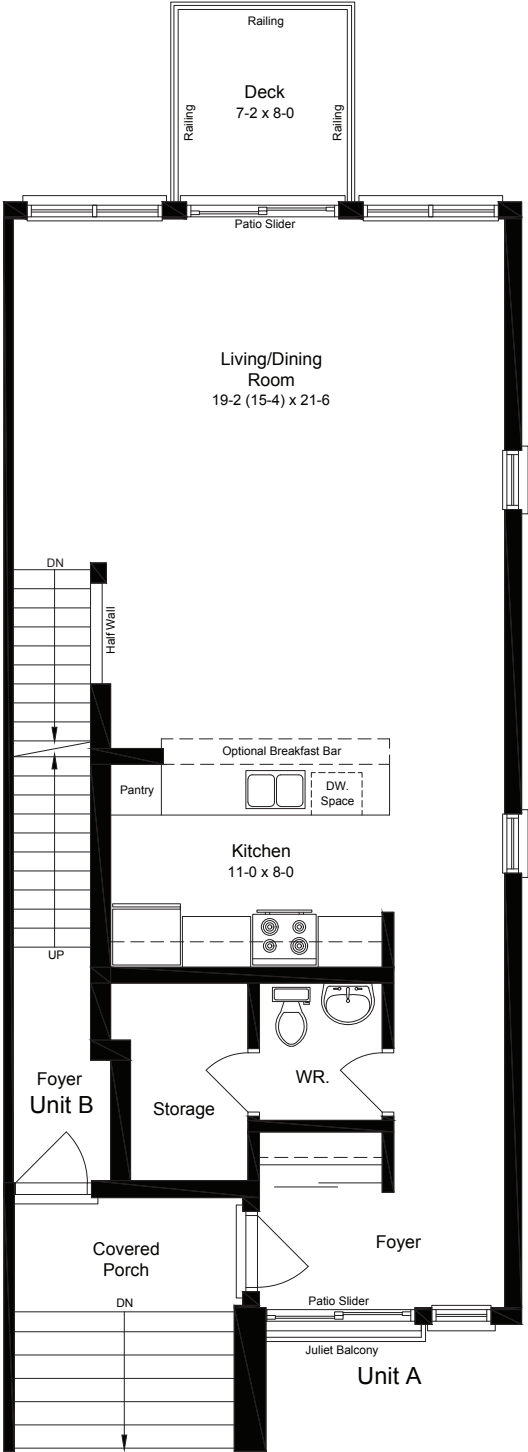 Railing
Deck
7-2 x 8-0
Railing
Railing
Patio Slider
Living/Dining
Room
19-2 (15-4) x 21-6
DN
Half Wall
Optional Breakfast Bar
Pantry
DW.
Space
Kitchen
11-0 x 8-0
UP
WR.
Foyer
Unit B
Storage
Covered
Porch
Foyer
DN
Patio Slider
Juliet Balcony
Unit A